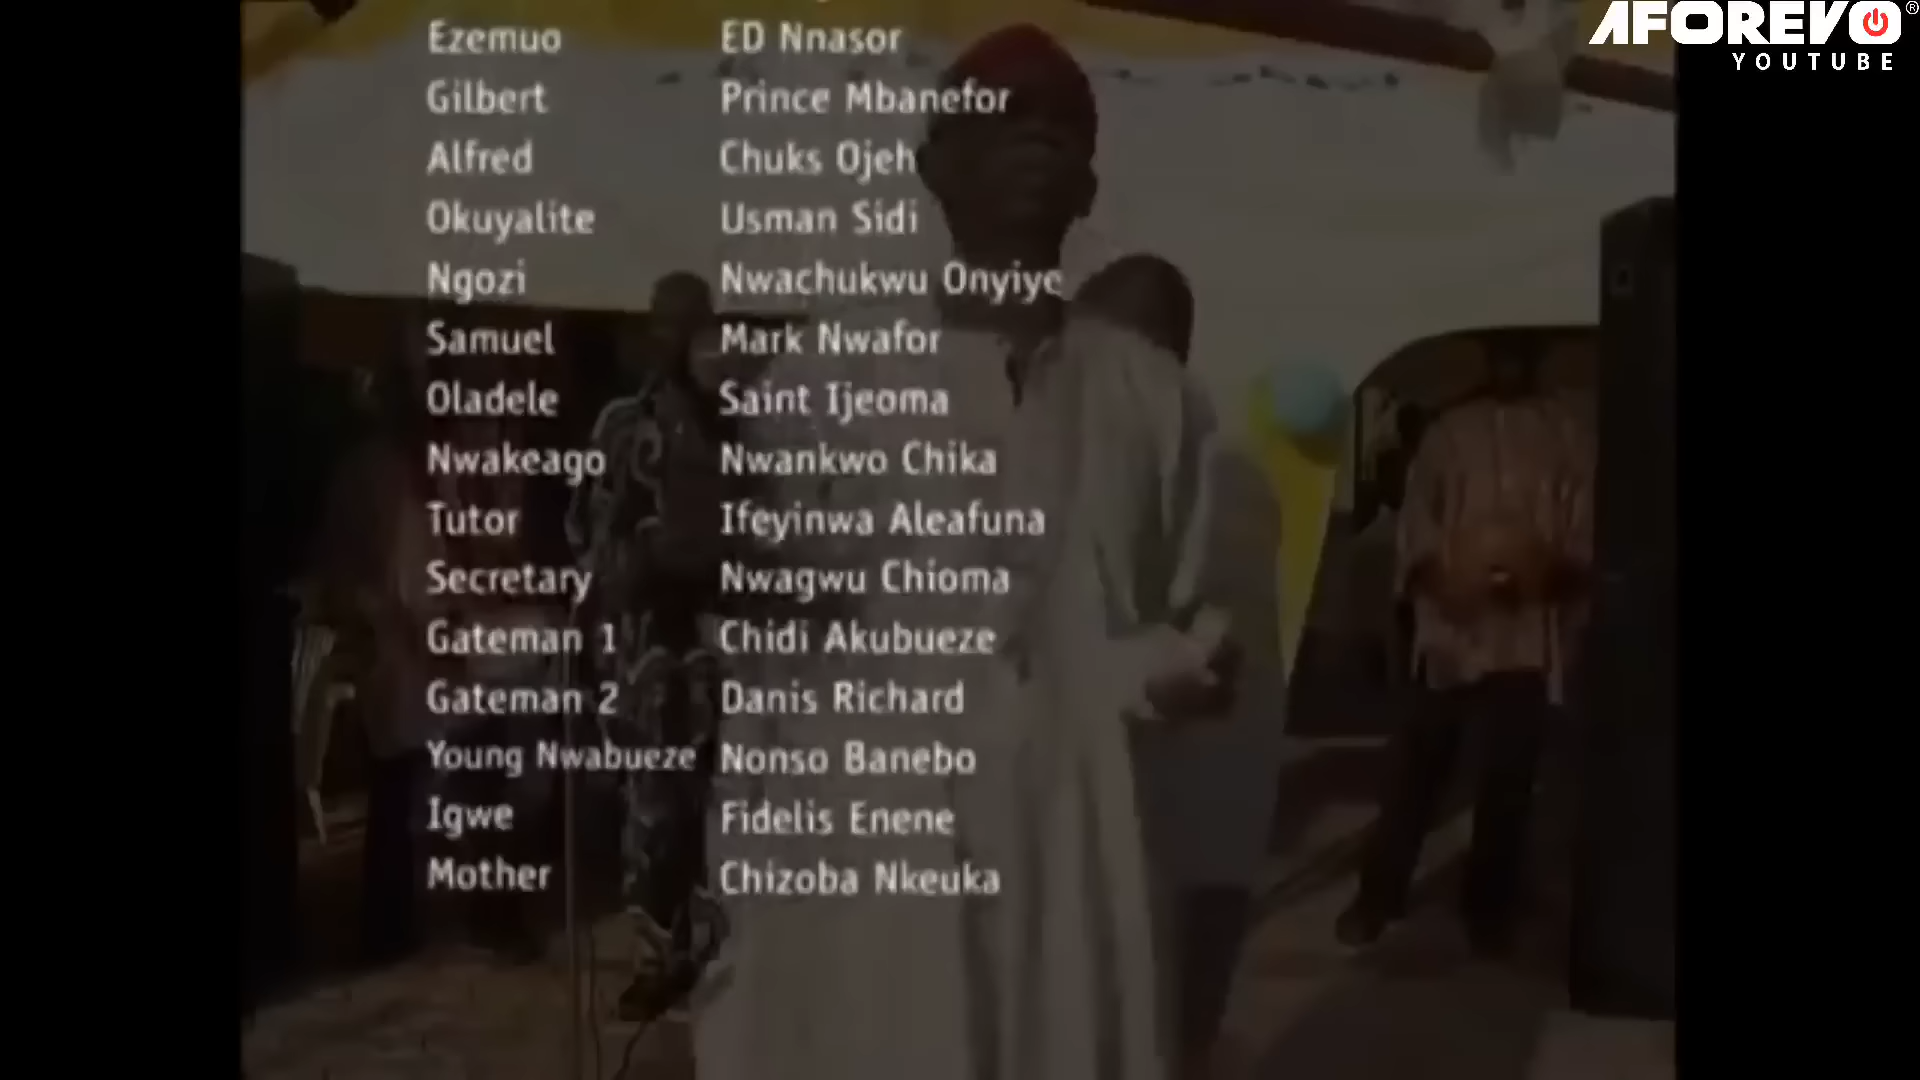 AFOREVO®
YOUTUBE
Ezemuo ED Nnasor
Gilbert Prince Mbanefor
Alfred Chuks Ojeh
Okuyalite Usman Sidi
Ngozi Nwachukwu Onyiye
Samuel Mark Nwafor
Oladele Saint Ijeoma
Nwakeago Nwankwo Chika
Tutor Ifeyinwa Aleafuna
Secretary Nwagwu Chioma
Gateman 1 Chidi Akubueze
Gateman 2 Danis Richard
Young Nwabueze Nonso Banebo
Igwe Fidelis Enene
Mother Chizoba Nkeuka